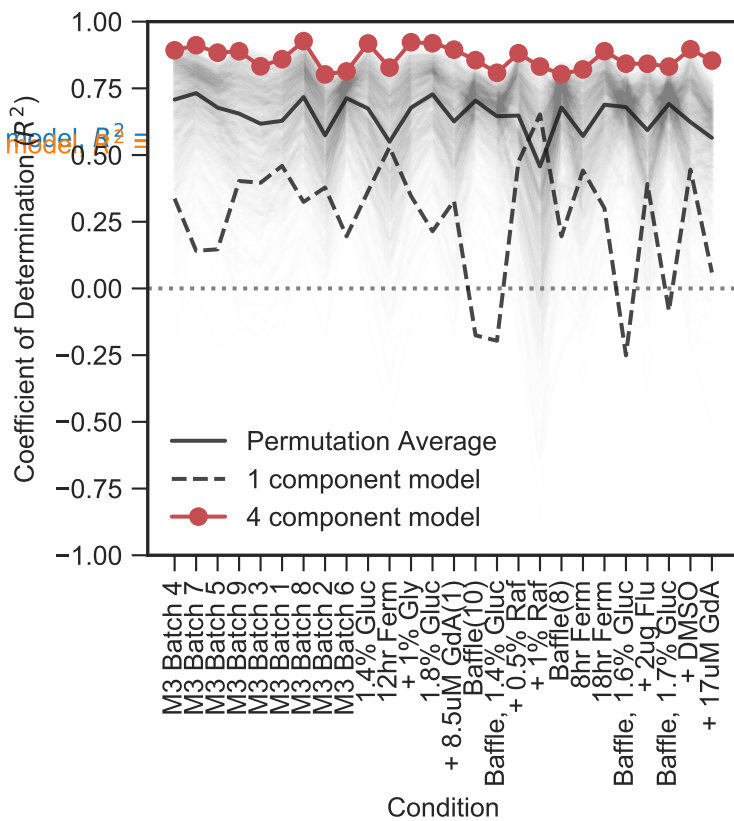 1.00
0.75
0.50
0.25
0.00
−0.25
−0.50
−0.75
−1.00
Coefficient of Determination (R²)
model R²
model R²
Permutation Average
1 component model
4 component model
M3 Batch 4
M3 Batch 7
M3 Batch 5
M3 Batch 9
M3 Batch 3
M3 Batch 1
M3 Batch 8
M3 Batch 2
M3 Batch 6
1.4% Gluc
12hr Ferm
+ 1% Gly
1.8% Gluc
+ 8.5uM GdA(1)
Baffle(10)
Baffle, 1.4% Gluc
+ 0.5% Raf
+ 1% Raf
Baffle(8)
8hr Ferm
18hr Ferm
Baffle, 1.6% Gluc
+ 2ug Flu
Baffle, 1.7% Gluc
+ DMSO
+ 17uM GdA
Condition